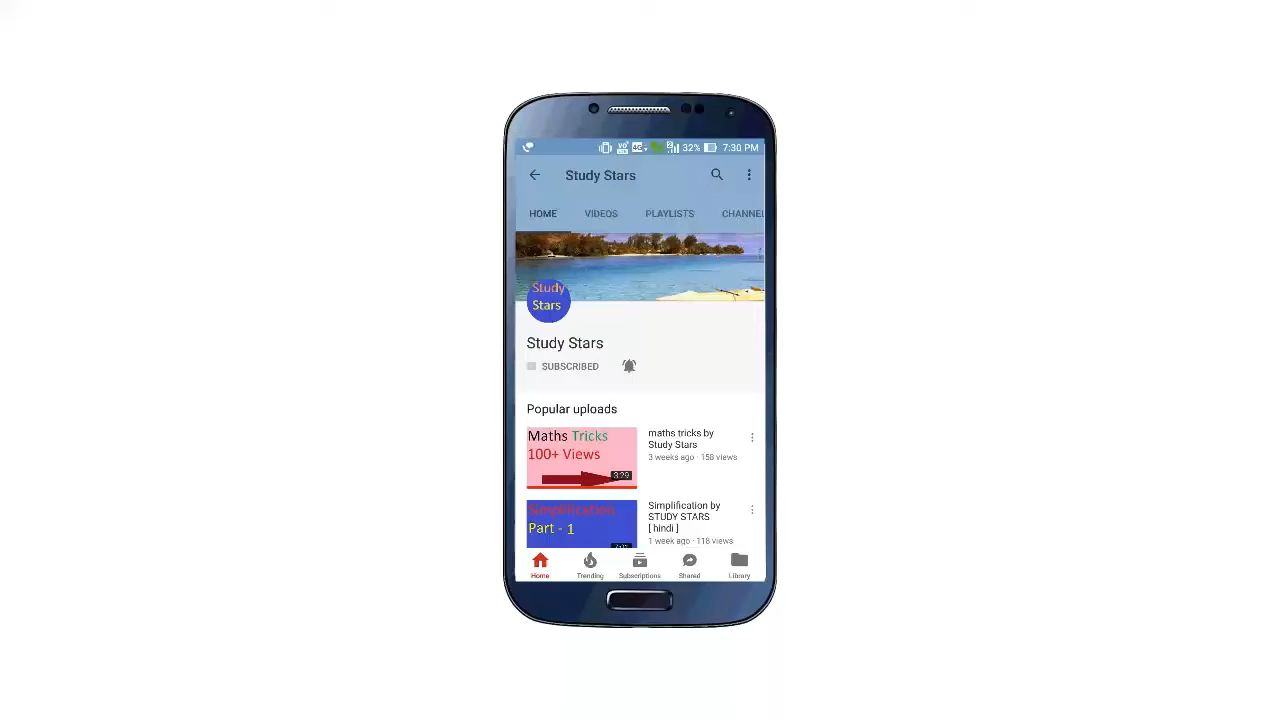 32% 7:30 PM
Study Stars
HOME VIDEOS PLAYLISTS CHANNEL
Study
Stars
Study Stars
SUBSCRIBED
Popular uploads
Maths Tricks
100+ Views
3:29
maths tricks by
Study Stars
3 weeks ago · 158 views
Simplification
Part - 1
Simplification by
STUDY STARS
[ hindi ]
1 week ago · 118 views
Home Trending Subscriptions Shared Library